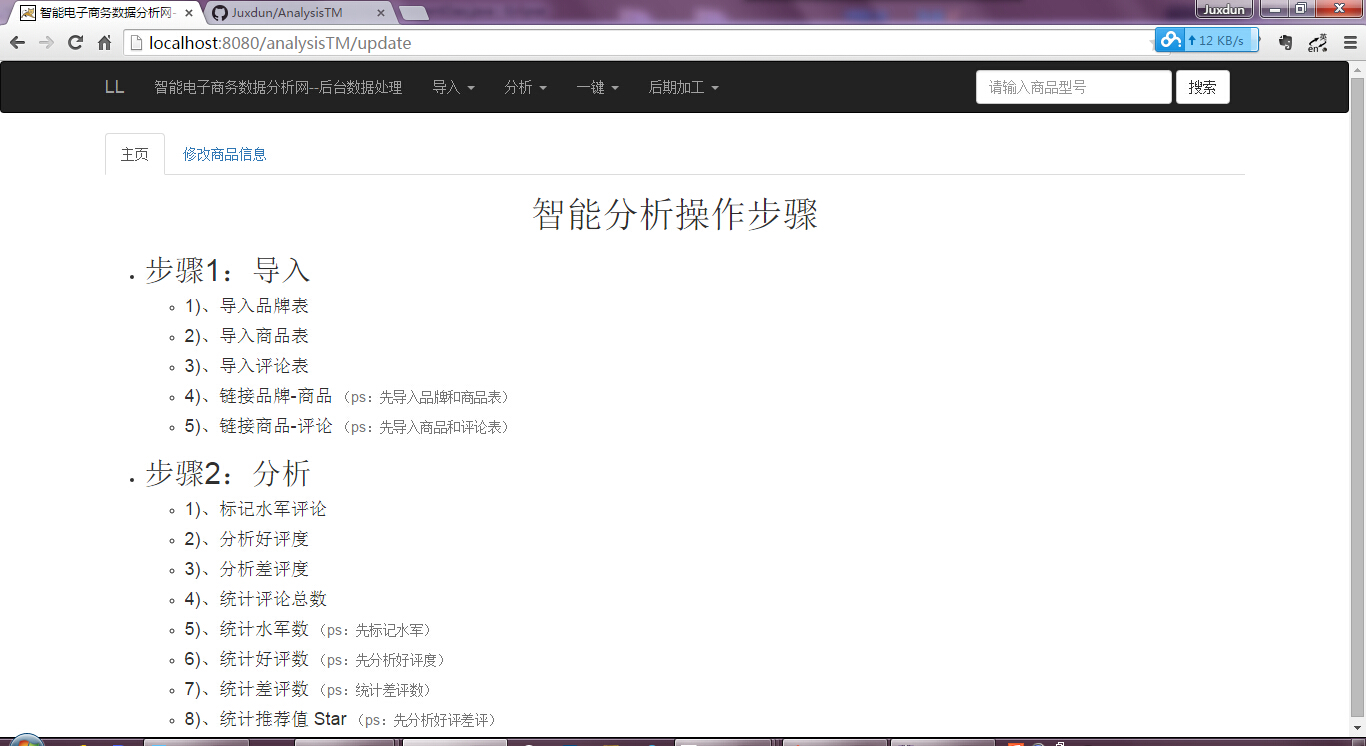 智能电子商务数据分析网-
Juxdun/AnalysisTM
Juxdun
localhost:8080/analysisTM/update
12 KB/s
英
en
LL 智能电子商务数据分析网--后台数据处理 导入 分析 一键 后期加工 请输入商品型号 搜索
主页 修改商品信息
智能分析操作步骤
步骤1：导入
1)、导入品牌表
2)、导入商品表
3)、导入评论表
4)、链接品牌-商品 （ps：先导入品牌和商品表）
5)、链接商品-评论 （ps：先导入商品和评论表）
步骤2：分析
1)、标记水军评论
2)、分析好评度
3)、分析差评度
4)、统计评论总数
5)、统计水军数 （ps：先标记水军）
6)、统计好评数 （ps：先分析好评度）
7)、统计差评数 （ps：统计差评数）
8)、统计推荐值 Star （ps：先分析好评差评）